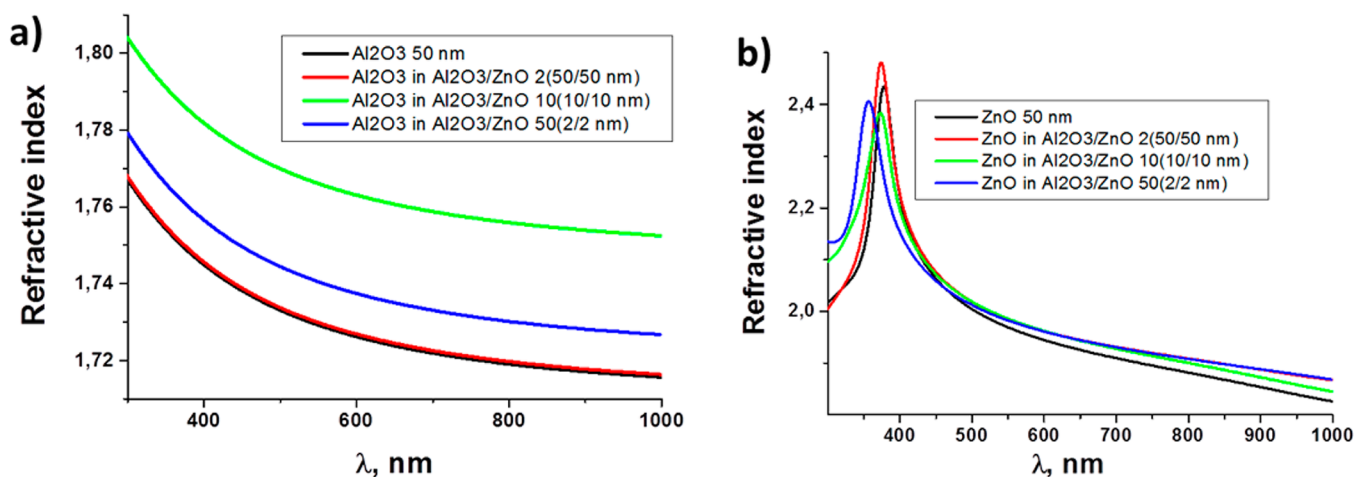 a)
1,80
1,78
1,76
1,74
1,72
Refractive index
Al2O3 50 nm
Al2O3 in Al2O3/ZnO 2(50/50 nm)
Al2O3 in Al2O3/ZnO 10(10/10 nm)
Al2O3 in Al2O3/ZnO 50(2/2 nm)
400 600 800 1000
λ, nm
b)
2,4
2,2
2,0
Refractive index
ZnO 50 nm
ZnO in Al2O3/ZnO 2(50/50 nm)
ZnO in Al2O3/ZnO 10(10/10 nm)
ZnO in Al2O3/ZnO 50(2/2 nm)
400 500 600 700 800 900 1000
λ, nm